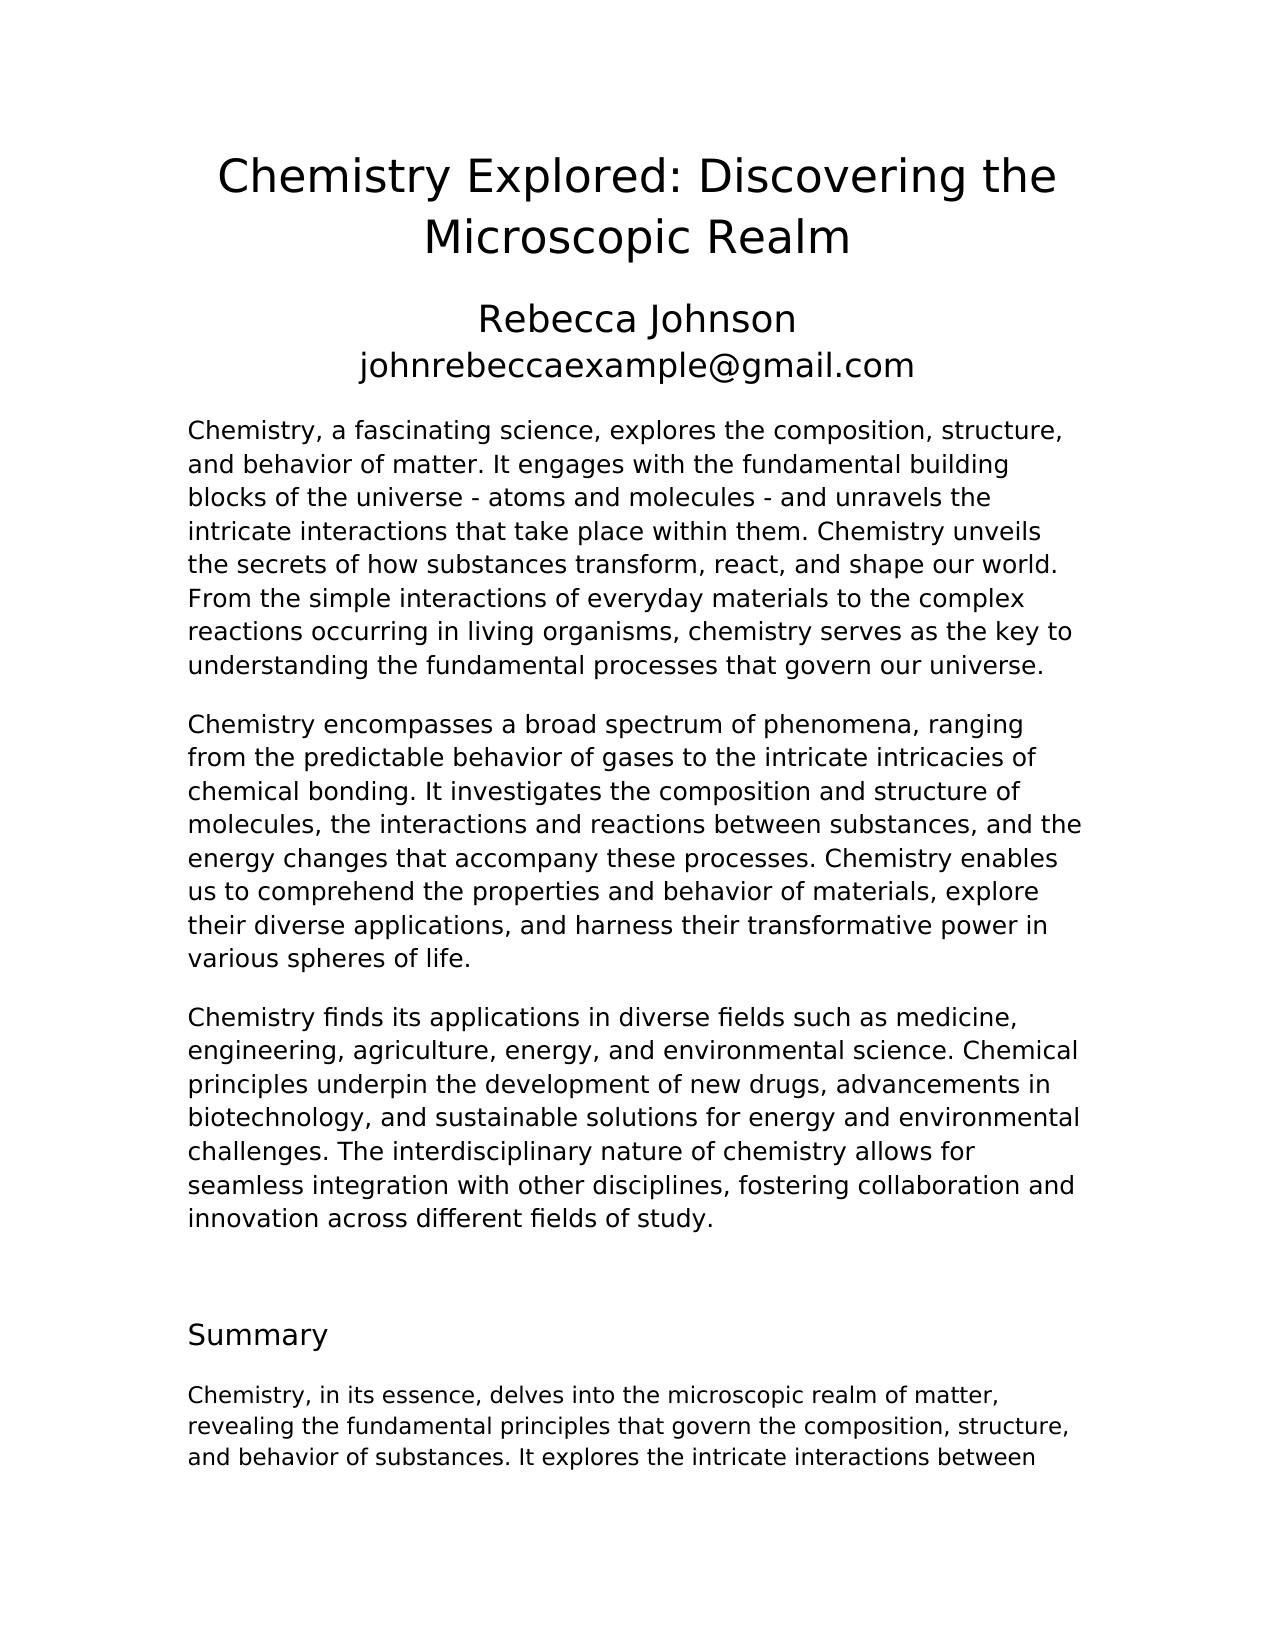 Chemistry Explored: Discovering the
Microscopic Realm
Rebecca Johnson
johnrebeccaexample@gmail.com
Chemistry, a fascinating science, explores the composition, structure,
and behavior of matter. It engages with the fundamental building
blocks of the universe - atoms and molecules - and unravels the
intricate interactions that take place within them. Chemistry unveils
the secrets of how substances transform, react, and shape our world.
From the simple interactions of everyday materials to the complex
reactions occurring in living organisms, chemistry serves as the key to
understanding the fundamental processes that govern our universe.
Chemistry encompasses a broad spectrum of phenomena, ranging
from the predictable behavior of gases to the intricate intricacies of
chemical bonding. It investigates the composition and structure of
molecules, the interactions and reactions between substances, and the
energy changes that accompany these processes. Chemistry enables
us to comprehend the properties and behavior of materials, explore
their diverse applications, and harness their transformative power in
various spheres of life.
Chemistry finds its applications in diverse fields such as medicine,
engineering, agriculture, energy, and environmental science. Chemical
principles underpin the development of new drugs, advancements in
biotechnology, and sustainable solutions for energy and environmental
challenges. The interdisciplinary nature of chemistry allows for
seamless integration with other disciplines, fostering collaboration and
innovation across different fields of study.
Summary
Chemistry, in its essence, delves into the microscopic realm of matter,
revealing the fundamental principles that govern the composition, structure,
and behavior of substances. It explores the intricate interactions between